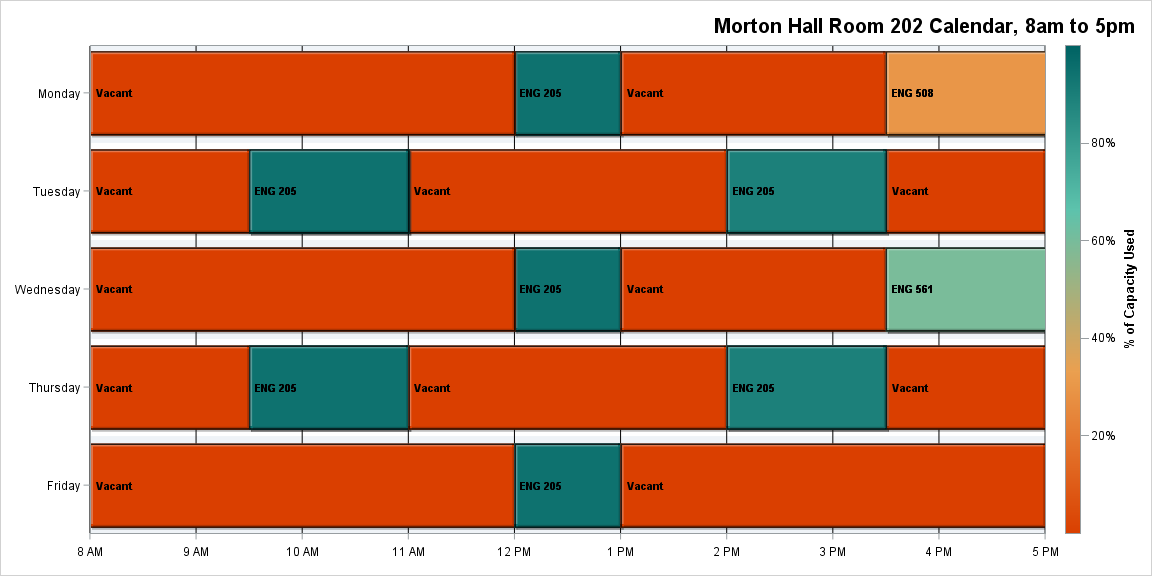 Morton Hall Room 202 Calendar, 8am to 5pm
Monday
Vacant
ENG 205
Vacant
ENG 508
Tuesday
Vacant
ENG 205
Vacant
ENG 205
Vacant
Wednesday
Vacant
ENG 205
Vacant
ENG 561
Thursday
Vacant
ENG 205
Vacant
ENG 205
Vacant
Friday
Vacant
ENG 205
Vacant
8 AM
9 AM
10 AM
11 AM
12 PM
1 PM
2 PM
3 PM
4 PM
5 PM
80%
60%
40%
20%
% of Capacity Used